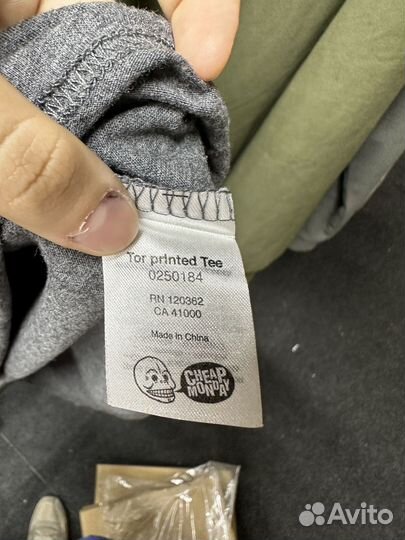 Tor printed Tee
0250184
RN 120362
CA 41000
Made in China
CHEAP
MONDAY
Avito